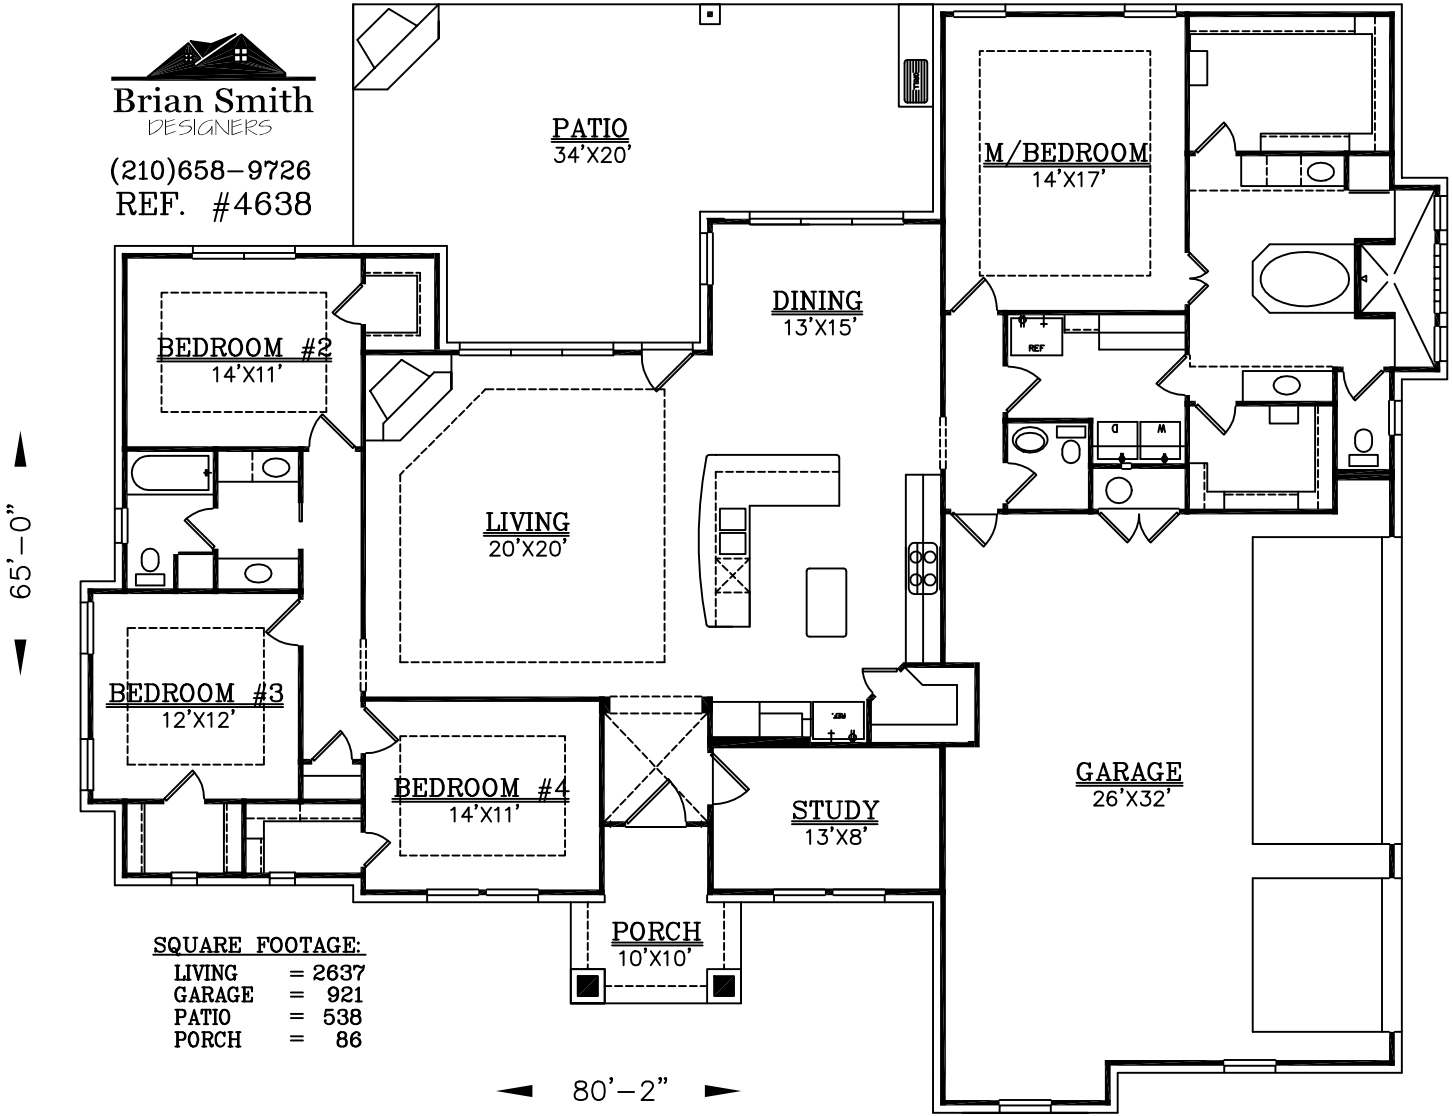 Brian Smith
DESIGNERS
(210)658-9726
REF. #4638
PATIO
34'X20'
GRILL
M/BEDROOM
14'X17'
DINING
13'X15'
BEDROOM #2
14'X11'
REF
D
W
LIVING
20'X20'
65'-0"
BEDROOM #3
12'X12'
REF.
BEDROOM #4
14'X11'
STUDY
13'X8'
GARAGE
26'X32'
PORCH
10'X10'
SQUARE FOOTAGE:
LIVING = 2637
GARAGE = 921
PATIO = 538
PORCH = 86
80'-2"